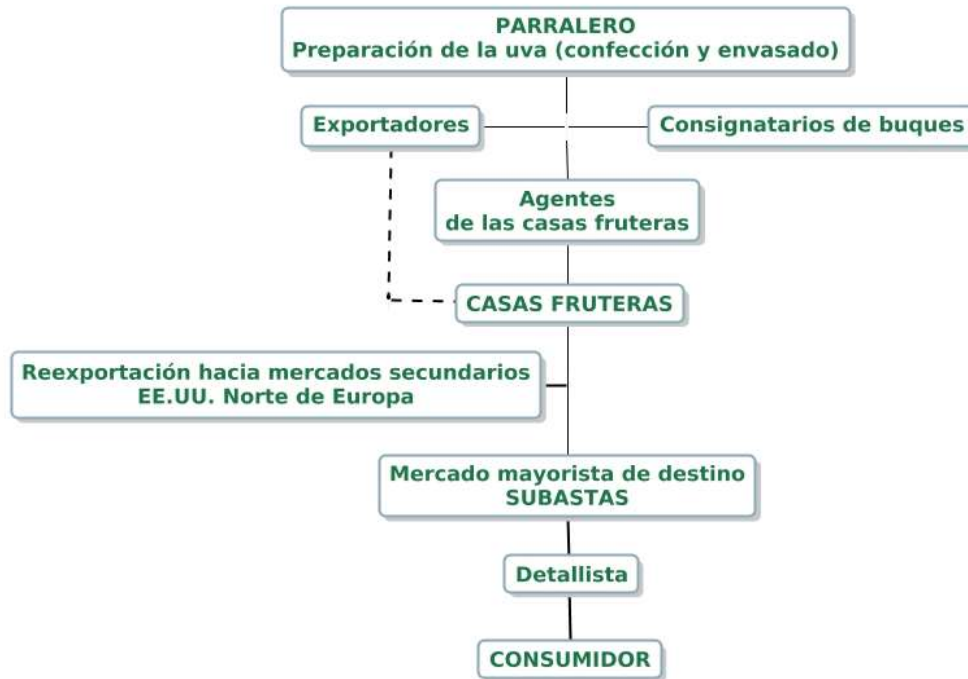 PARRALERO
Preparación de la uva (confección y envasado)
Exportadores
Consignatarios de buques
Agentes
de las casas fruteras
CASAS FRUTERAS
Reexportación hacia mercados secundarios
EE.UU. Norte de Europa
Mercado mayorista de destino
SUBASTAS
Detallista
CONSUMIDOR